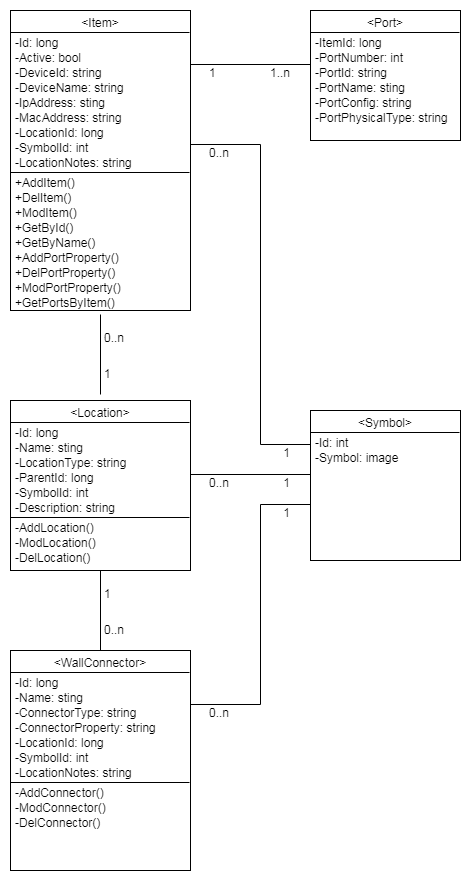 <Item>
-Id: long
-Active: bool
-DeviceId: string
-DeviceName: string
-IpAddress: sting
-MacAddress: string
-LocationId: long
-SymbolId: int
-LocationNotes: string
+AddItem()
+DelItem()
+ModItem()
+GetById()
+GetByName()
+AddPortProperty()
+DelPortProperty()
+ModPortProperty()
+GetPortsByItem()
<Port>
-ItemId: long
-PortNumber: int
-PortId: string
-PortName: sting
-PortConfig: string
-PortPhysicalType: string
1
1..n
0..n
0..n
1
<Location>
-Id: long
-Name: sting
-LocationType: string
-ParentId: long
-SymbolId: int
-Description: string
-AddLocation()
-ModLocation()
-DelLocation()
<Symbol>
-Id: int
-Symbol: image
1
0..n
1
1
1
0..n
<WallConnector>
-Id: long
-Name: sting
-ConnectorType: string
-ConnectorProperty: string
-LocationId: long
-SymbolId: int
-LocationNotes: string
-AddConnector()
-ModConnector()
-DelConnector()
0..n